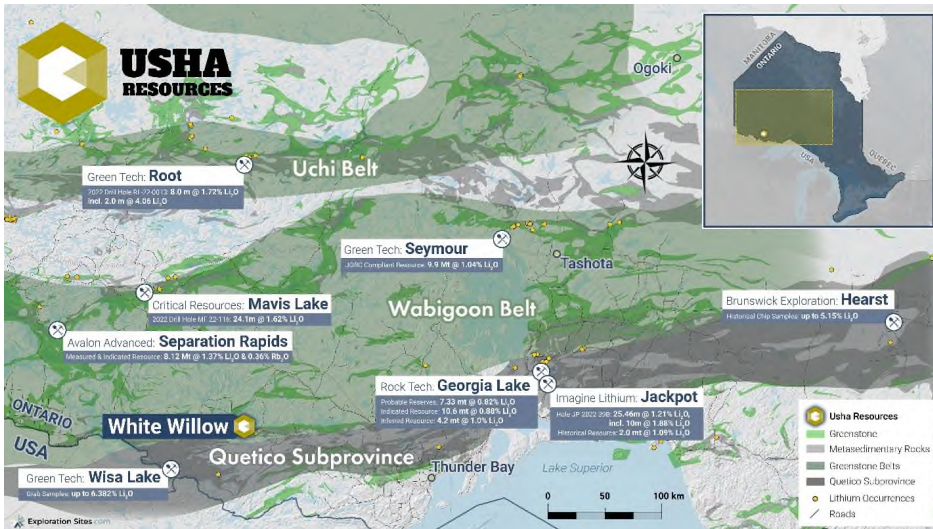 USHA
RESOURCES
MANITOBA
ONTARIO
QUEBEC
USA
Ogoki
Uchi Belt
Green Tech: Root
2022 Drill Hole RL-22-0013: 8.0 m @ 1.72% Li₂O
Incl. 2.0 m @ 4.06 Li₂O
Green Tech: Seymour
JORC Compliant Resource: 9.9 Mt @ 1.04% Li₂O
Tashota
Critical Resources: Mavis Lake
2022 Drill Hole MF 22-116: 24.1m @ 1.62% Li₂O
Wabigoon Belt
Brunswick Exploration: Hearst
Historical Chip Samples: up to 5.15% Li₂O
Avalon Advanced: Separation Rapids
Measured & Indicated Resource: 8.12 Mt @ 1.37% Li₂O & 0.36% Rb₂O
Rock Tech: Georgia Lake
Probable Reserves: 7.33 mt @ 0.82% Li₂O
Indicated Resource: 10.6 mt @ 0.88% Li₂O
Inferred Resource: 4.2 mt @ 1.0% Li₂O
Imagine Lithium: Jackpot
Hole JP 2022-39B: 25.46m @ 1.21% Li₂O,
incl. 10m @ 1.88% Li₂O
Historical Resource: 2.0 mt @ 1.09% Li₂O
ONTARIO
USA
White Willow
Quetico Subprovince
Green Tech: Wisa Lake
Grab Samples: up to 6.382% Li₂O
Thunder Bay
Lake Superior
0 50 100 km
Usha Resources
Greenstone
Metasedimentary Rocks
Greenstone Belts
Quetico Subprovince
Lithium Occurrences
Roads
Exploration Sites.com